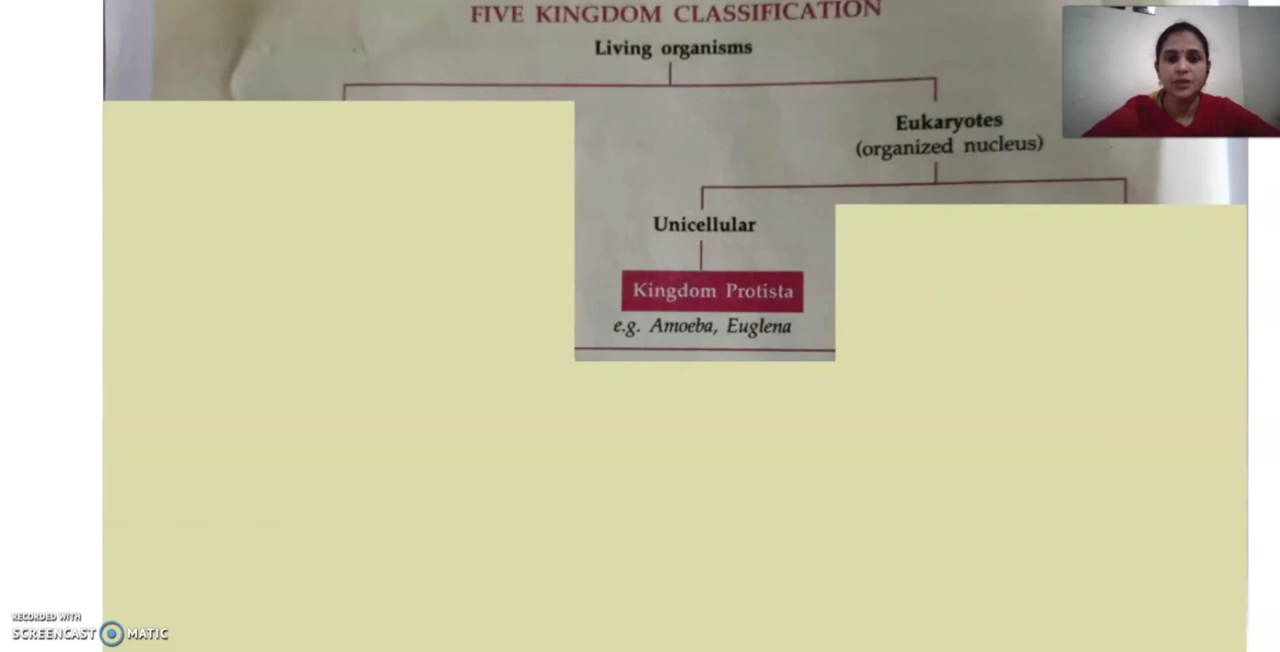 FIVE KINGDOM CLASSIFICATION
Living organisms
Eukaryotes
(organized nucleus)
Unicellular
Kingdom Protista
e.g. Amoeba, Euglena
RECORDED WITH
SCREENCAST MATIC